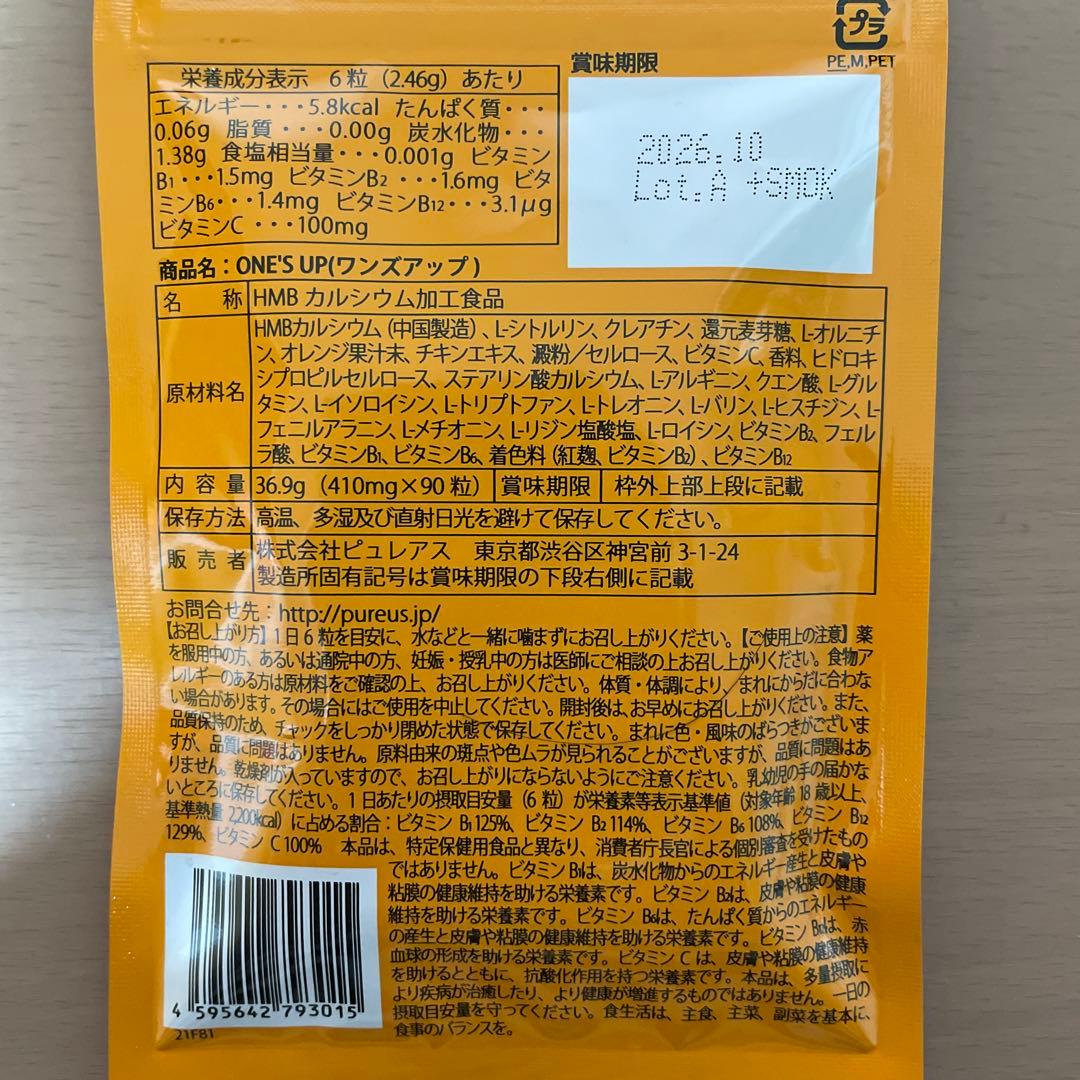 プラ
PE,M,PET
賞味期限
2026.10
Lot.A +SMOK
栄養成分表示 6粒（2.46g）あたり
エネルギー・・・5.8kcal たんぱく質・・・
0.06g 脂質・・・0.00g 炭水化物・・・
1.38g 食塩相当量・・・0.001g ビタミン
B1・・・1.5mg ビタミンB2・・・1.6mg ビタ
ミンB6・・・1.4mg ビタミンB12・・・3.1μg
ビタミンC・・・100mg
商品名：ONE'S UP(ワンズアップ)
名 称 HMB カルシウム加工食品
原材料名
HMBカルシウム（中国製造）、L-シトルリン、クレアチン、還元麦芽糖、L-オルニチ
ン、オレンジ果汁末、チキンエキス、澱粉／セルロース、ビタミンC、香料、ヒドロキ
シプロピルセルロース、ステアリン酸カルシウム、L-アルギニン、クエン酸、L-グル
タミン、L-イソロイシン、L-トリプトファン、L-トレオニン、L-バリン、L-ヒスチジン、L-
フェニルアラニン、L-メチオニン、L-リジン塩酸塩、L-ロイシン、ビタミンB2、フェル
ラ酸、ビタミンB1、ビタミンB6、着色料（紅麹、ビタミンB2）、ビタミンB12
内容量 36.9g（410mg×90粒） 賞味期限 枠外上部上段に記載
保存方法 高温、多湿及び直射日光を避けて保存してください。
販売者
株式会社ピュレアス 東京都渋谷区神宮前 3-1-24
製造所固有記号は賞味期限の下段右側に記載
お問合せ先：http://pureus.jp/
【お召し上がり方】1日6粒を目安に、水などと一緒に噛まずにお召し上がりください。【ご使用上の注意】薬
を服用中の方、あるいは通院中の方、妊娠・授乳中の方は医師にご相談の上お召し上がりください。食物ア
レルギーのある方は原材料をご確認の上、お召し上がりください。体質・体調により、まれにからだに合わな
い場合があります。その場合にはご使用を中止してください。開封後は、お早めにお召し上がりください。また、
品質保持のため、チャックをしっかり閉めた状態で保存してください。まれに色・風味のばらつきがございま
すが、品質に問題はありません。原料由来の斑点や色ムラが見られることがございますが、品質に問題はあ
りません。乾燥剤が入っていますので、お召し上がりにならないようにご注意ください。乳幼児の手の届かな
いところに保存してください。1日あたりの摂取目安量（6粒）が栄養素等表示基準値（対象年齢18歳以上、
基準熱量2,200kcal）に占める割合：ビタミン B1 125%、ビタミン B2 114%、ビタミン B6 108%、ビタミン B12
129%、ビタミン C 100% 本品は、特定保健用食品と異なり、消費者庁長官による個別審査を受けたもの
ではありません。ビタミン B1は、炭水化物からのエネルギー産生と皮膚や
粘膜の健康維持を助ける栄養素です。ビタミン B2は、皮膚や粘膜の健康
維持を助ける栄養素です。ビタミン B6は、たんぱく質からのエネルギー
の産生と皮膚や粘膜の健康維持を助ける栄養素です。ビタミン B12は、赤
血球の形成を助ける栄養素です。ビタミン C は、皮膚や粘膜の健康維持
を助けるとともに、抗酸化作用を持つ栄養素です。本品は、多量摂取に
より疾病が治癒したり、より健康が増進するものではありません。一日の
摂取目安量を守ってください。食生活は、主食、主菜、副菜を基本に、
食事のバランスを。
4 595642 793015
21F81